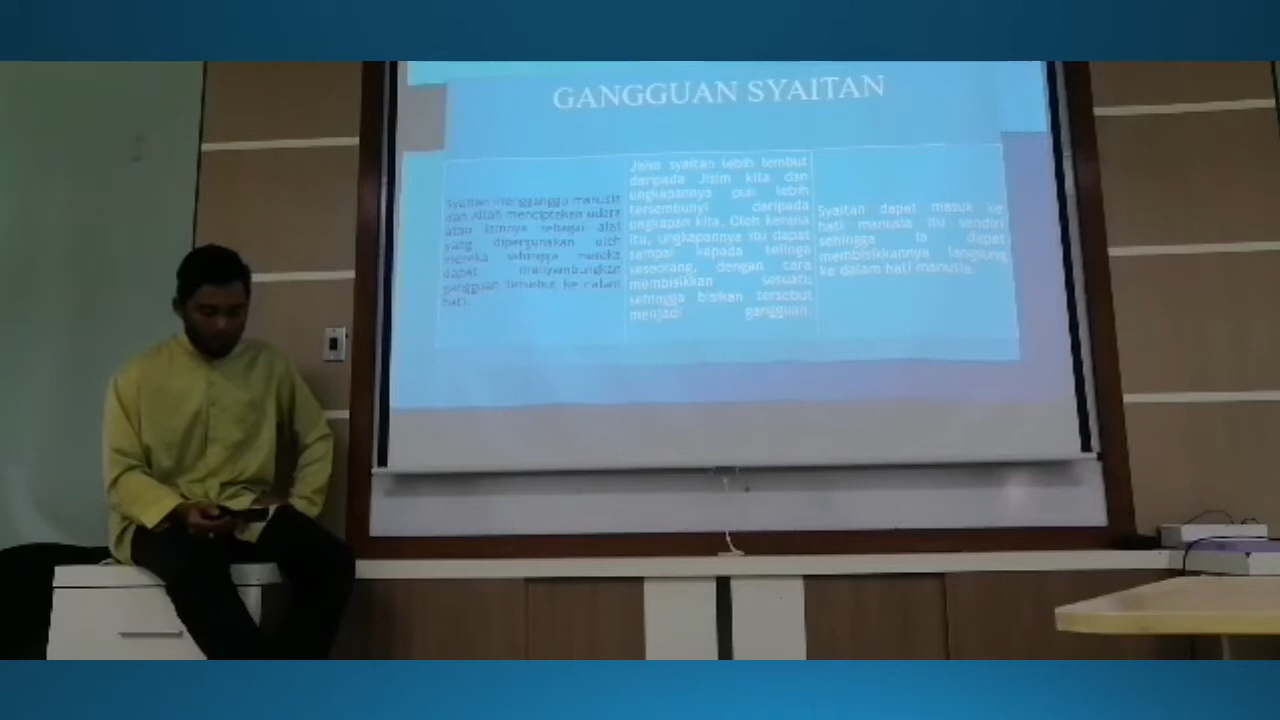 GANGGUAN SYAITAN
Syaitan mengganggu manusia
dan Allah menciptakan udara
atau lainnya sebagai alat
yang dipergunakan oleh
mereka sehingga mereka
dapat menyambungkan
gangguan tersebut ke dalam
hati.
Jisim syaitan lebih lembut
daripada Jisim kita dan
ungkapannya pun lebih
tersembunyi daripada
ungkapan kita. Oleh kerana
itu, ungkapannya itu dapat
sampai kepada telinga
seseorang, dengan cara
membisikkan sesuatu
sehingga bisikan tersebut
menjadi gangguan.
Syaitan dapat masuk ke
hati manusia itu sendiri
sehingga ia dapat
membisikkannya langsung
ke dalam hati manusia.